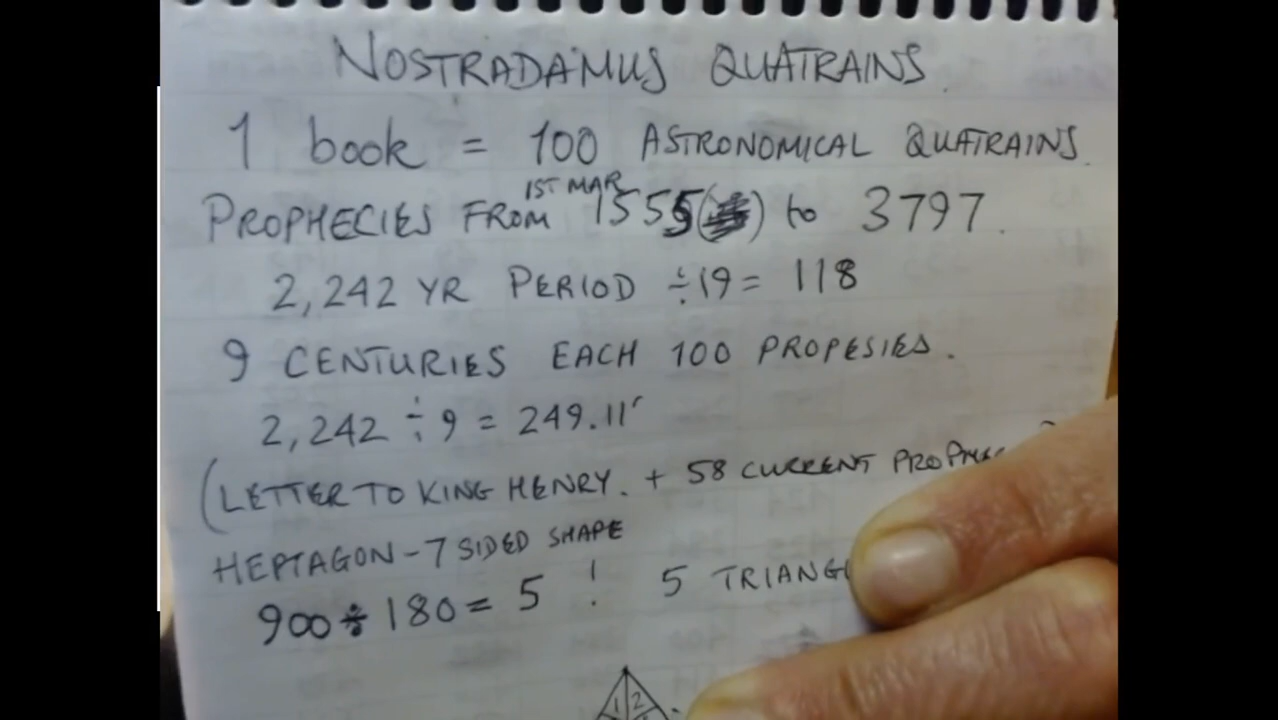 NOSTRADAMUS QUATRAINS
1 book = 100 ASTRONOMICAL QUATRAINS.
1ST MAR
PROPHECIES FROM 1555 ( ) to 3797.
2,242 YR PERIOD ÷19 = 118
9 CENTURIES EACH 100 PROPESIES.
2,242 ÷ 9 = 249.11'
(LETTER TO KING HENRY. + 58 CURRENT
HEPTAGON - 7 SIDED SHAPE
900 ÷ 180 = 5 ! 5
1 2